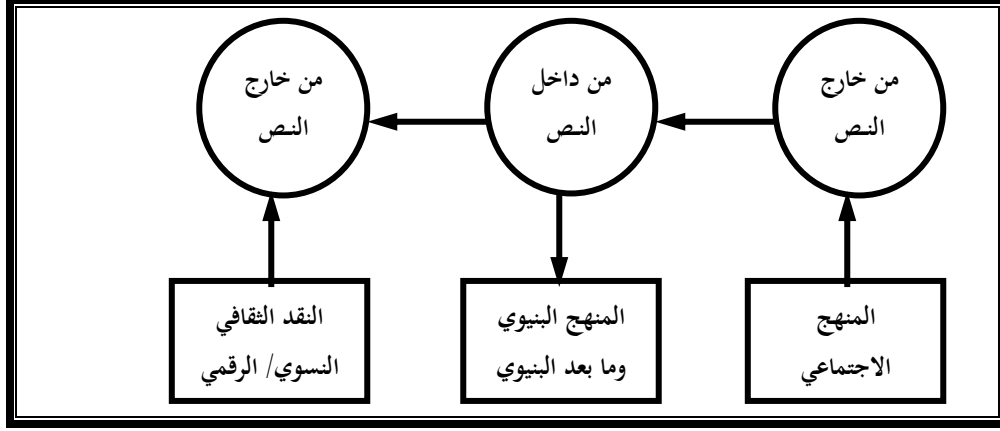 من خارج
النص
من داخل
النص
من خارج
النص
المنهج
الاجتماعي
المنهج البنيوي
وما بعد البنيوي
النقد الثقافي
النسوي/ الرقمي